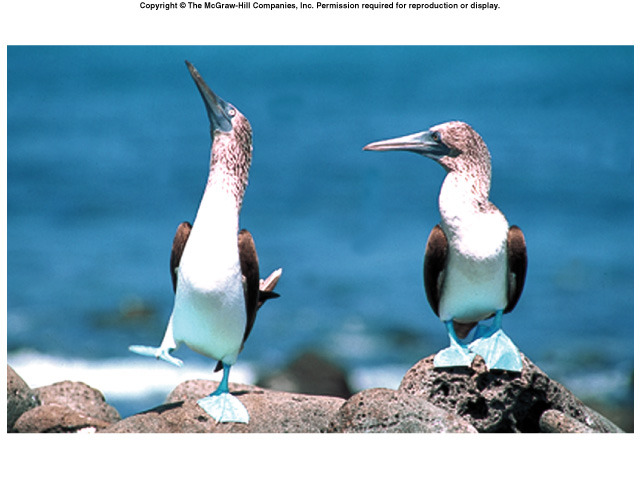 Copyright © The McGraw-Hill Companies, Inc. Permission required for reproduction or display.